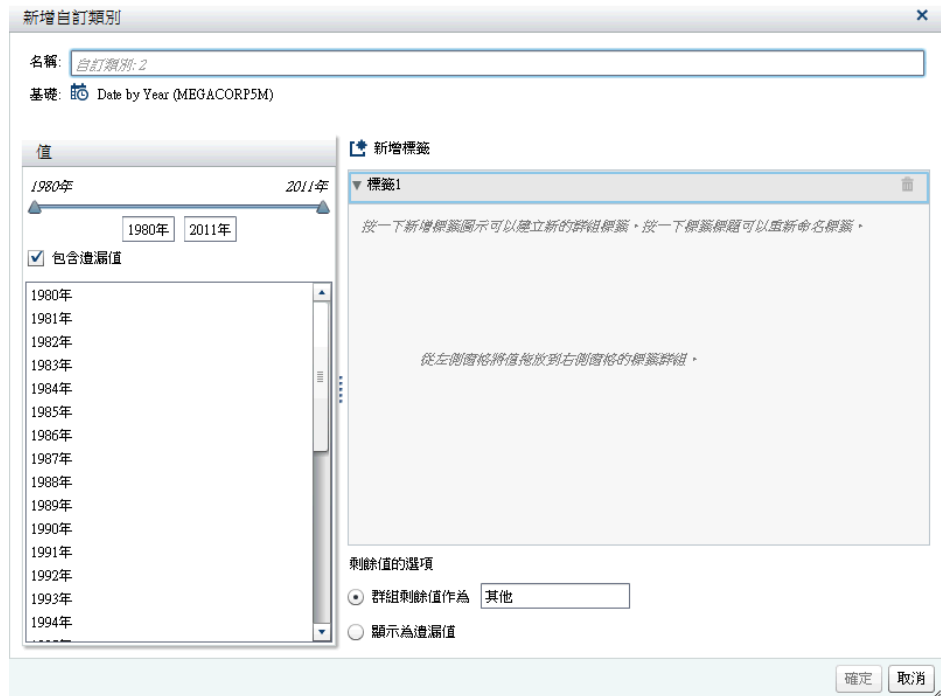 新增自訂類別
名稱: 自訂類別: 2
基礎: Date by Year (MEGACORP5M)
值
1980年 2011年
1980年 2011年
包含遺漏值
1980年
1981年
1982年
1983年
1984年
1985年
1986年
1987年
1988年
1989年
1990年
1991年
1992年
1993年
1994年
新增標籤
標籤1
按一下新增標籤圖示可以建立新的群組標籤，按一下標籤標題可以重新命名標籤。
從左側窗格將值拖放到右側窗格的標籤群組。
剩餘值的選項
群組剩餘值作為 其他
顯示為遺漏值
確定 取消